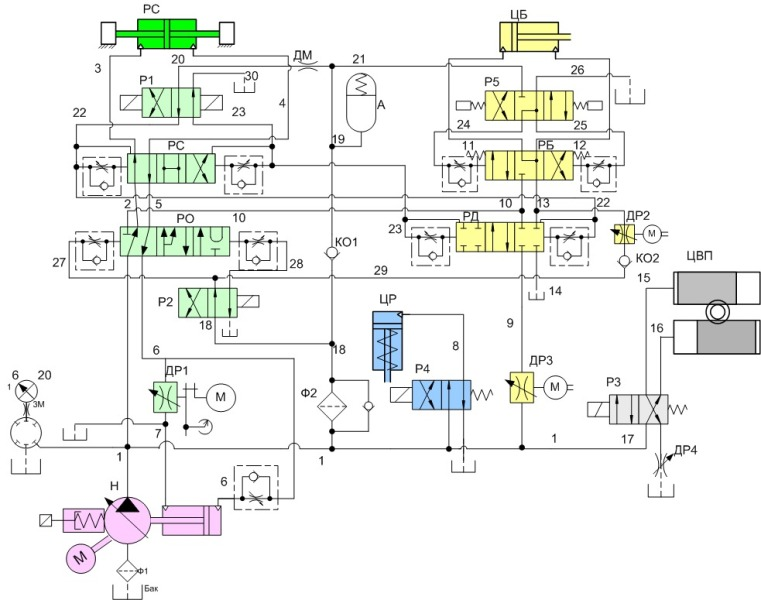 РС
ЦБ
ДМ
20
21
3
30
26
Р1
Р5
4
А
22
23
24
25
19
РС
11
РБ
12
2
5
10
10
13
22
РО
РД
ДР2
23
М
КО1
КО2
27
28
29
ЦВП
Р2
15
14
ЦР
18
16
9
6
18
8
ДР1
ДР3
Р4
Р3
6
20
1
М
М
Ф2
ЗМ
7
17
1
ДР4
1
1
6
Н
М
Ф1
Бак